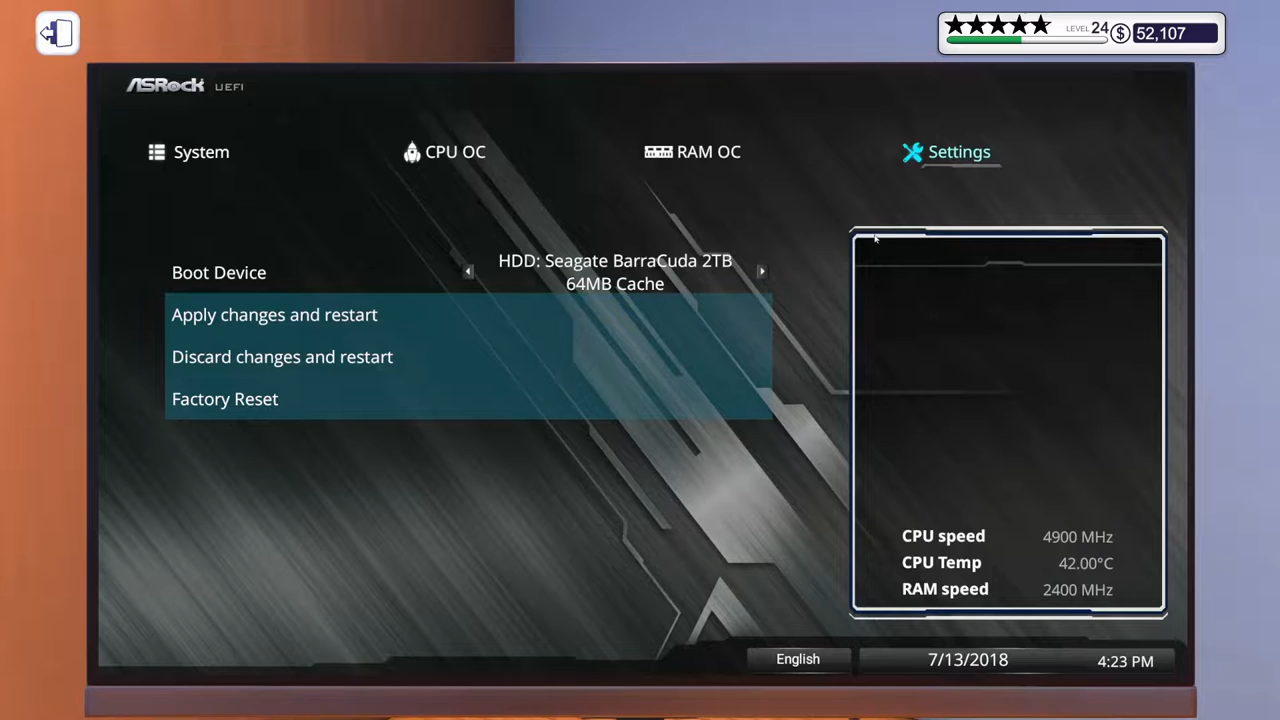 LEVEL 24 $ 52,107
ASRock UEFI
System CPU OC RAM OC Settings
Boot Device
HDD: Seagate BarraCuda 2TB
64MB Cache
Apply changes and restart
Discard changes and restart
Factory Reset
CPU speed 4900 MHz
CPU Temp 42.00°C
RAM speed 2400 MHz
English 7/13/2018 4:23 PM